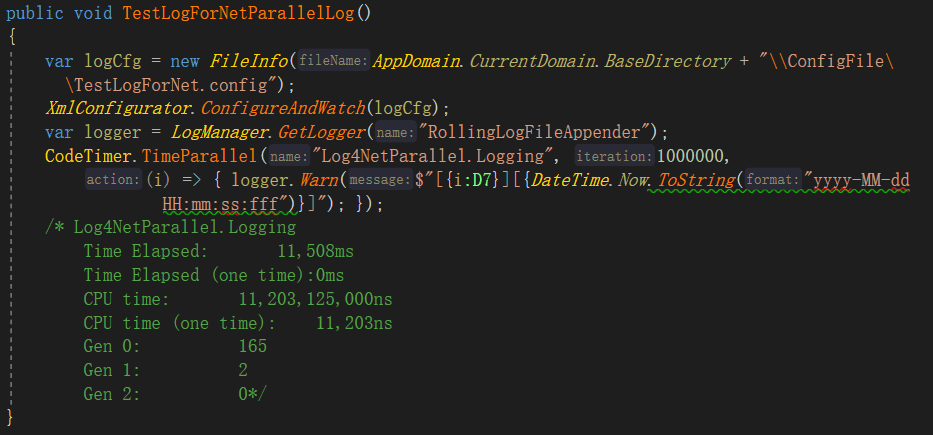 public void TestLogForNetParallelLog()
{
var logCfg = new FileInfo(fileName:AppDomain.CurrentDomain.BaseDirectory + "\\ConfigFile\
\TestLogForNet.config");
XmlConfigurator.ConfigureAndWatch(logCfg);
var logger = LogManager.GetLogger(name:"RollingLogFileAppender");
CodeTimer.TimeParallel(name:"Log4NetParallel.Logging", iteration:1000000,
action:(i) => { logger.Warn(message:$"[{i:D7}][{DateTime.Now.ToString(format:"yyyy-MM-dd
HH:mm:ss:fff")}]"); });
/* Log4NetParallel.Logging
Time Elapsed: 11,508ms
Time Elapsed (one time):0ms
CPU time: 11,203,125,000ns
CPU time (one time): 11,203ns
Gen 0: 165
Gen 1: 2
Gen 2: 0*/
}